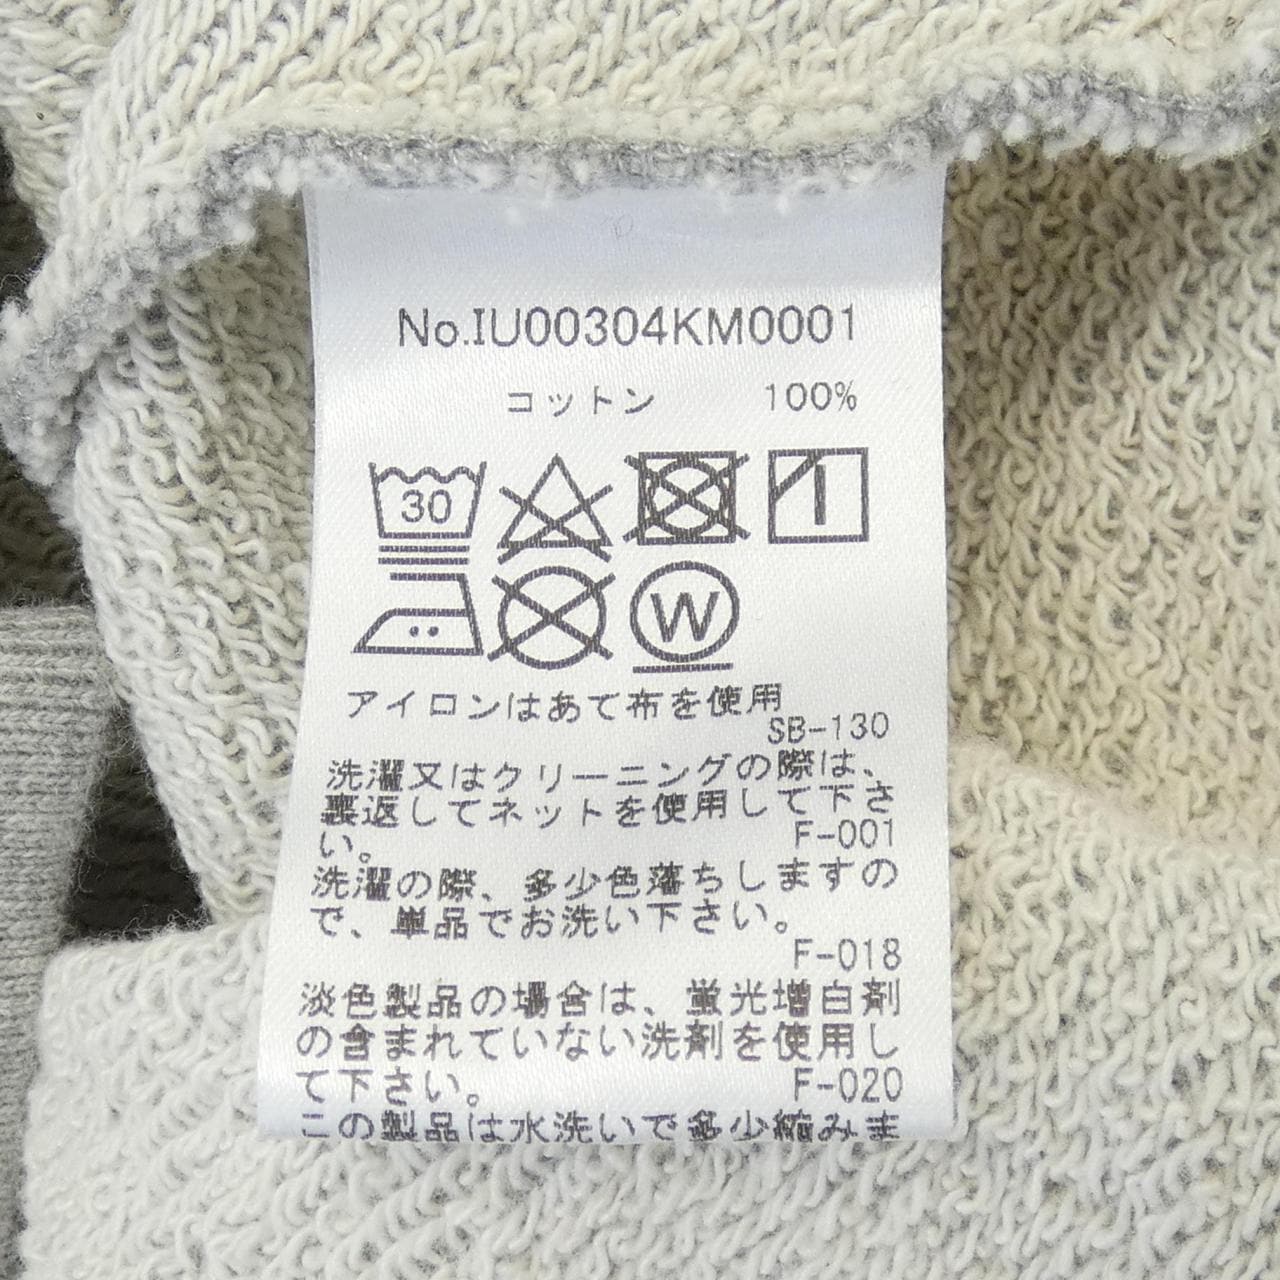 No.IU00304KM0001
コットン 100%
30
W
アイロンはあて布を使用
SB-130
洗濯又はクリーニングの際は、
裏返してネットを使用して下さ
い。 F-001
洗濯の際、多少色落ちしますの
で、単品でお洗い下さい。
F-018
淡色製品の場合は、蛍光増白剤
の含まれていない洗剤を使用し
て下さい。 F-020
この製品は水洗いで多少縮みま